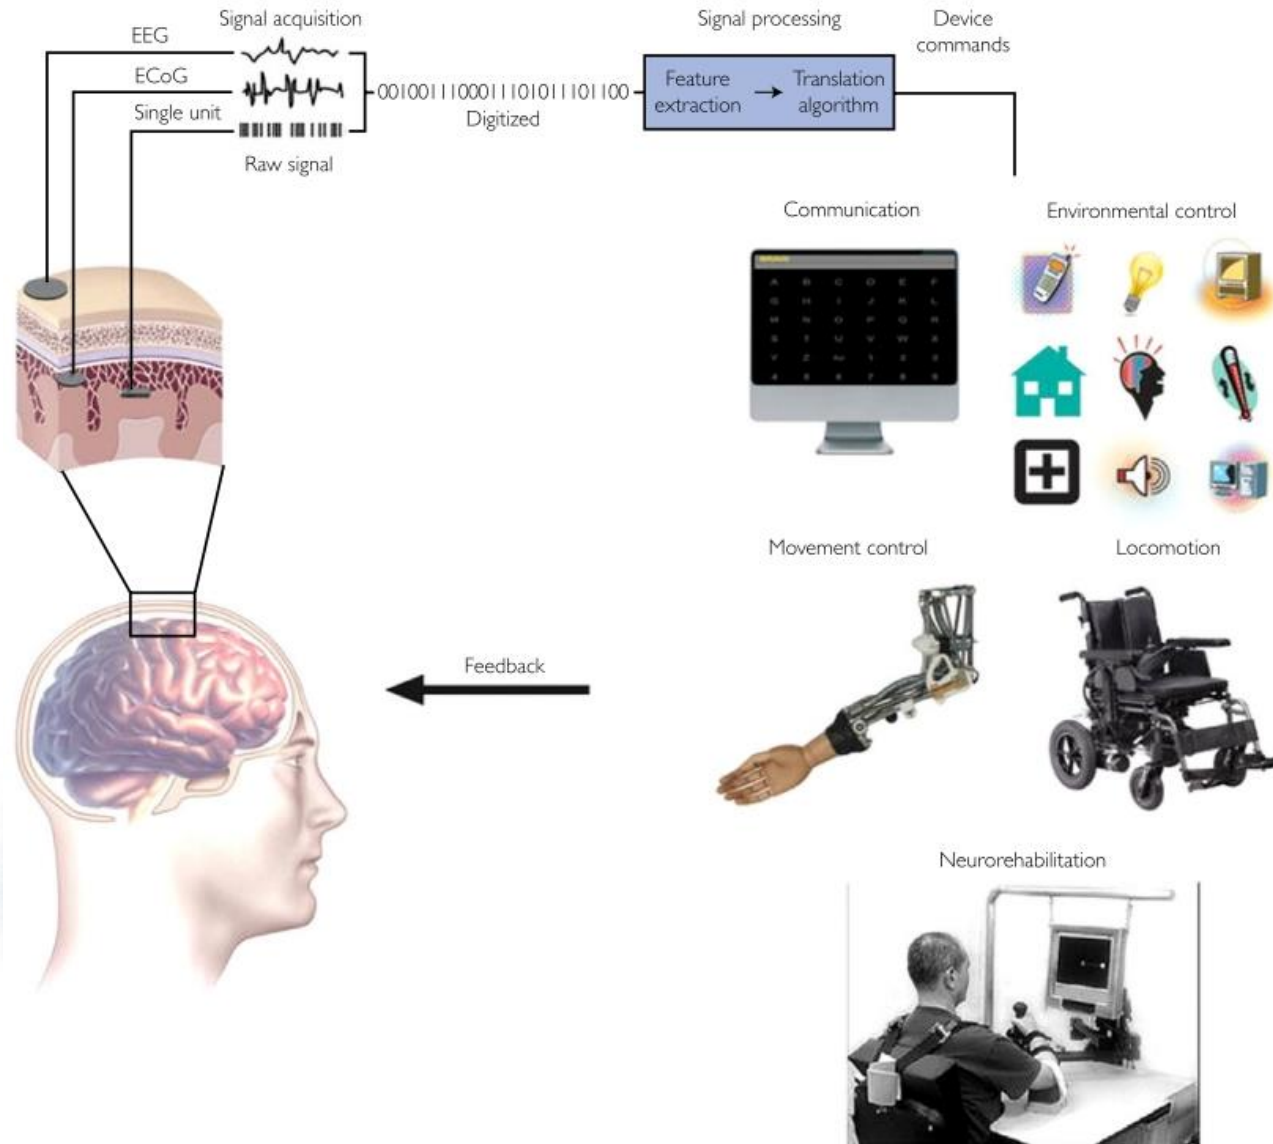 Signal acquisition
EEG
ECoG
Single unit
Raw signal
Digitized
Signal processing
Feature extraction
Translation algorithm
Device
commands
Communication
A B C D E F
G H I J K L
M N O P Q R
S T U V W X
Y Z
Environmental control
Movement control
Locomotion
Feedback
Neurorehabilitation